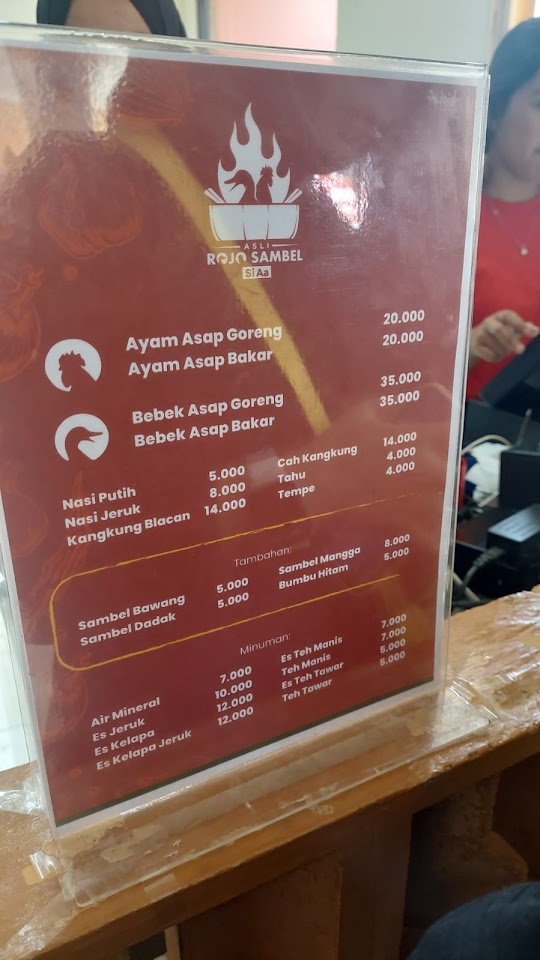 ASLI
ROJO SAMBEL
SiAa
Ayam Asap Goreng 20.000
Ayam Asap Bakar 20.000
Bebek Asap Goreng 35.000
Bebek Asap Bakar 35.000
Nasi Putih 5.000
Nasi Jeruk 8.000
Kangkung Blacan 14.000
Cah Kangkung 14.000
Tahu 4.000
Tempe 4.000
Tambahan:
Sambel Bawang 5.000
Sambel Dadak 5.000
Sambel Mangga 8.000
Bumbu Hitam 5.000
Minuman:
Air Mineral 7.000
Es Jeruk 10.000
Es Kelapa 12.000
Es Kelapa Jeruk 12.000
Es Teh Manis 7.000
Teh Manis 7.000
Es Teh Tawar 5.000
Teh Tawar 5.000